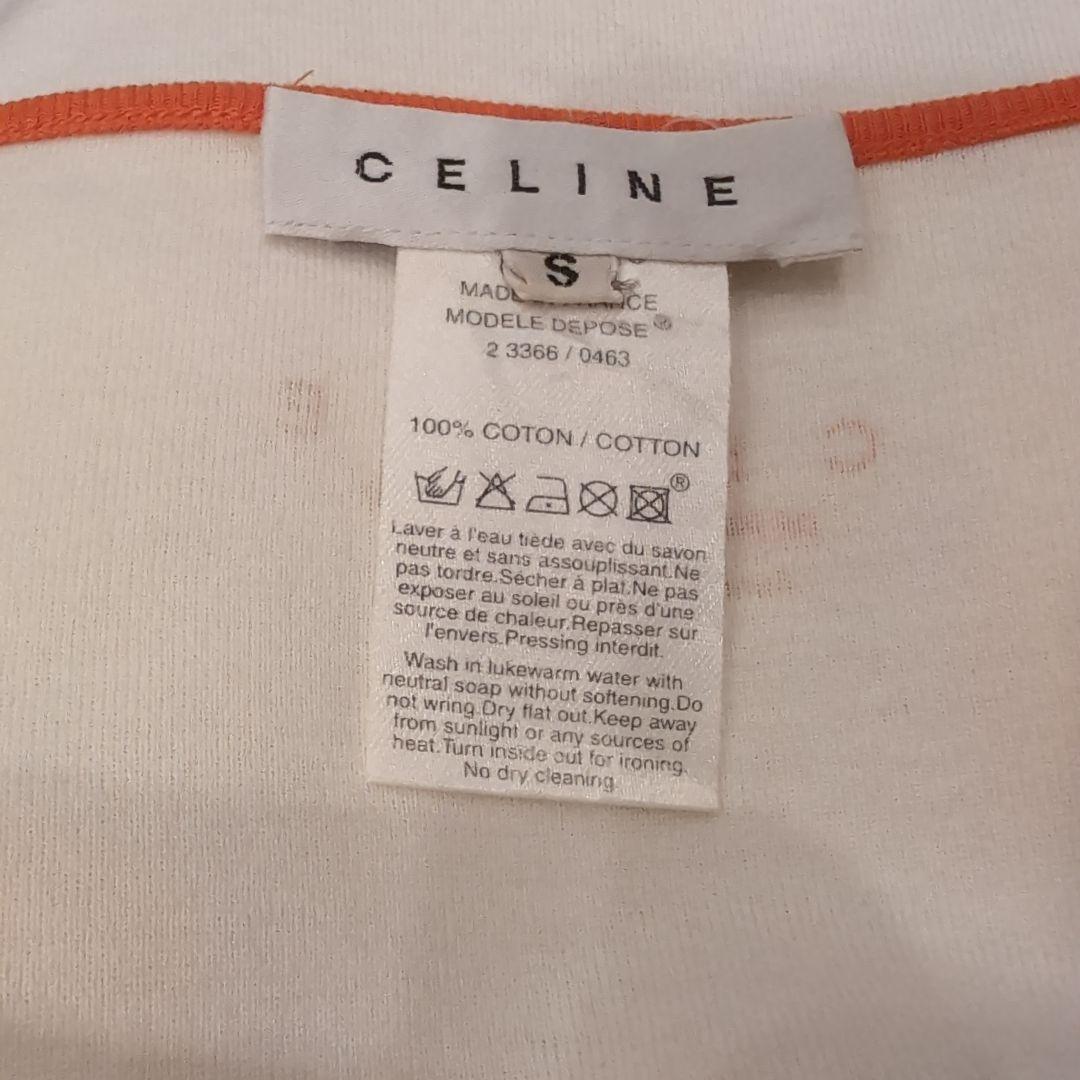 CELINE
S
MODELE DEPOSE®
2 3366 / 0463
100% COTON / COTTON
®
Laver à l'eau tiède avec du savon
neutre et sans assouplissant.Ne
pas tordre.Sécher à plat.Ne pas
exposer au soleil ou près d'une
source de chaleur.Repasser sur
l'envers.Pressing interdit.
Wash in lukewarm water with
neutral soap without softening.Do
not wring.Dry flat out.Keep away
from sunlight or any sources of
heat.Turn inside out for ironing.
No dry cleaning.